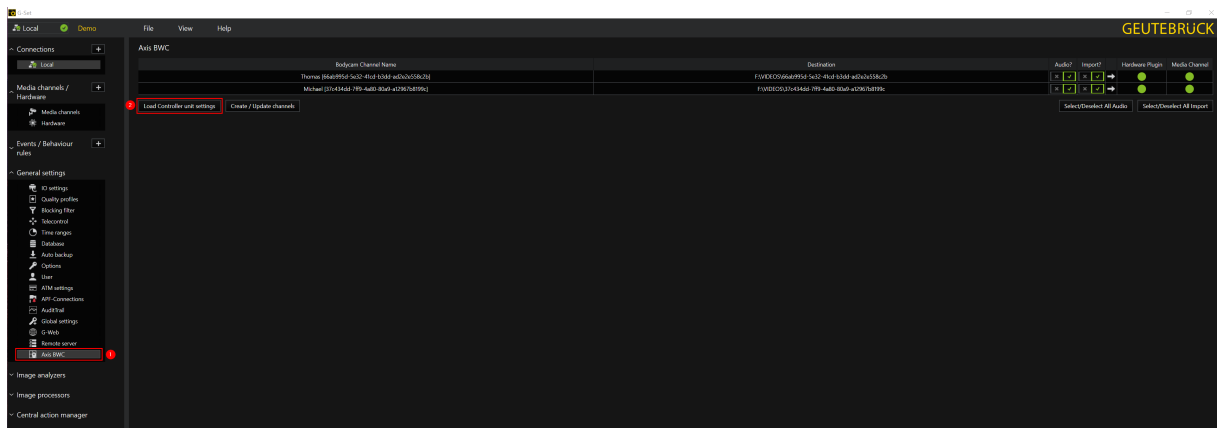 G-Set
Local Demo File View Help GEUTEBRÜCK
Connections +
Local
Media channels / Hardware +
Media channels
Hardware
Events / Behaviour rules +
General settings
IO settings
Quality profiles
Blocking filter
Telecontrol
Time ranges
Database
Auto backup
Options
User
ATM settings
APF-Connections
AuditTrail
Global settings
G-Web
Remote server
Axis BWC 1
Image analyzers
Image processors
Central action manager
Axis BWC
Bodycam Channel Name Destination Audio? Import? Hardware Plugin Media Channel
Thomas [66ab995d-5e32-4fcd-b3dd-ad2e2e558c2b] F:\VIDEOS\66ab995d-5e32-4fcd-b3dd-ad2e2e558c2b
Michael [37c434dd-7ff9-4a80-80a9-a12967b8199c] F:\VIDEOS\37c434dd-7ff9-4a80-80a9-a12967b8199c
2 Load Controller unit settings Create / Update channels Select/Deselect All Audio Select/Deselect All Import